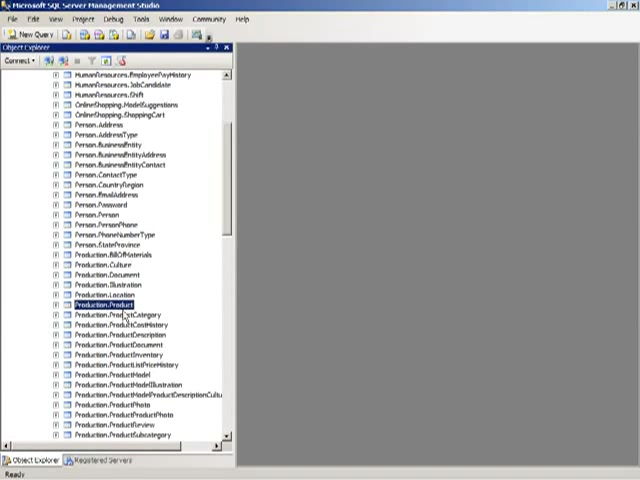 Microsoft SQL Server Management Studio
File Edit View Project Debug Tools Window Community Help
New Query
Object Explorer
Connect
HumanResources.EmployeePayHistory
HumanResources.JobCandidate
HumanResources.Shift
OnlineShopping.ModelSuggestions
OnlineShopping.ShoppingCart
Person.Address
Person.AddressType
Person.BusinessEntity
Person.BusinessEntityAddress
Person.BusinessEntityContact
Person.ContactType
Person.CountryRegion
Person.EmailAddress
Person.Password
Person.Person
Person.PersonPhone
Person.PhoneNumberType
Person.StateProvince
Production.BillOfMaterials
Production.Culture
Production.Document
Production.Illustration
Production.Location
Production.Product
Production.ProductCategory
Production.ProductCostHistory
Production.ProductDescription
Production.ProductDocument
Production.ProductInventory
Production.ProductListPriceHistory
Production.ProductModel
Production.ProductModelIllustration
Production.ProductModelProductDescriptionCultu
Production.ProductPhoto
Production.ProductProductPhoto
Production.ProductReview
Production.ProductSubcategory
Object Explorer Registered Servers
Ready